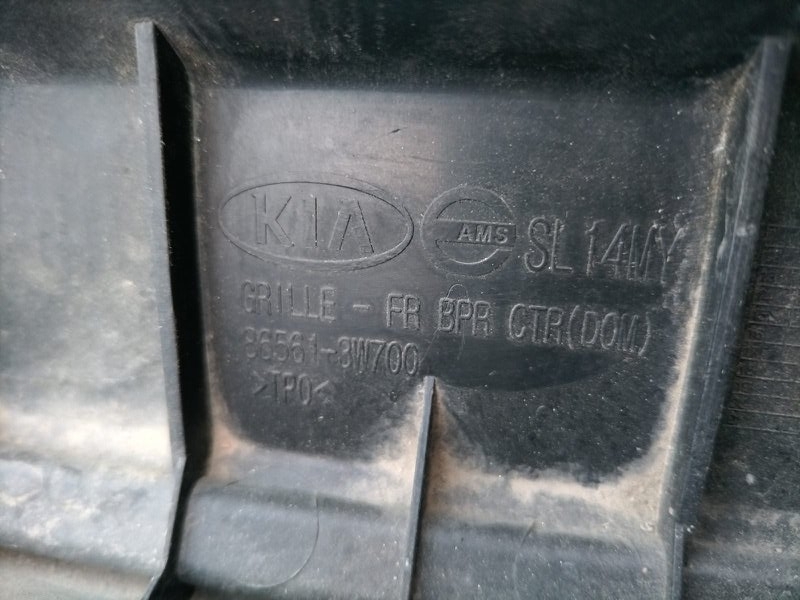 KIA AMS SL 14MY
GRILLE - FR BPR CTR(DOM)
86561-3W700
>TPO<